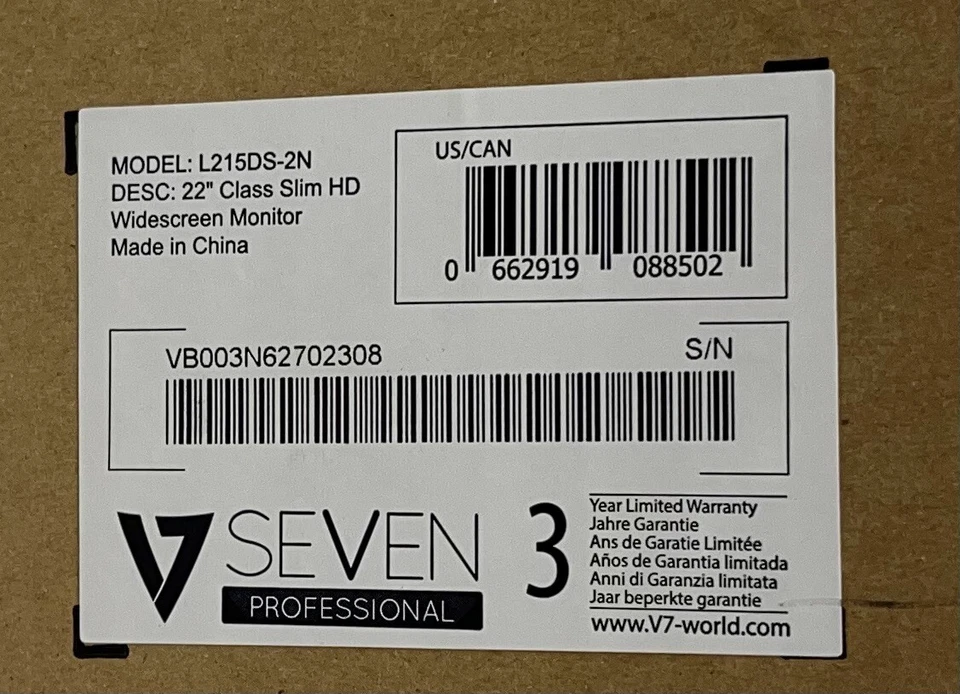 MODEL: L215DS-2N
DESC: 22" Class Slim HD
Widescreen Monitor
Made in China
US/CAN
0 662919 088502
VB003N62702308
S/N
V7 SEVEN
PROFESSIONAL
3
Year Limited Warranty
Jahre Garantie
Ans de Garatie Limitée
Años de Garantia limitada
Anni di Garanzia limitata
Jaar beperkte garantie
www.V7-world.com